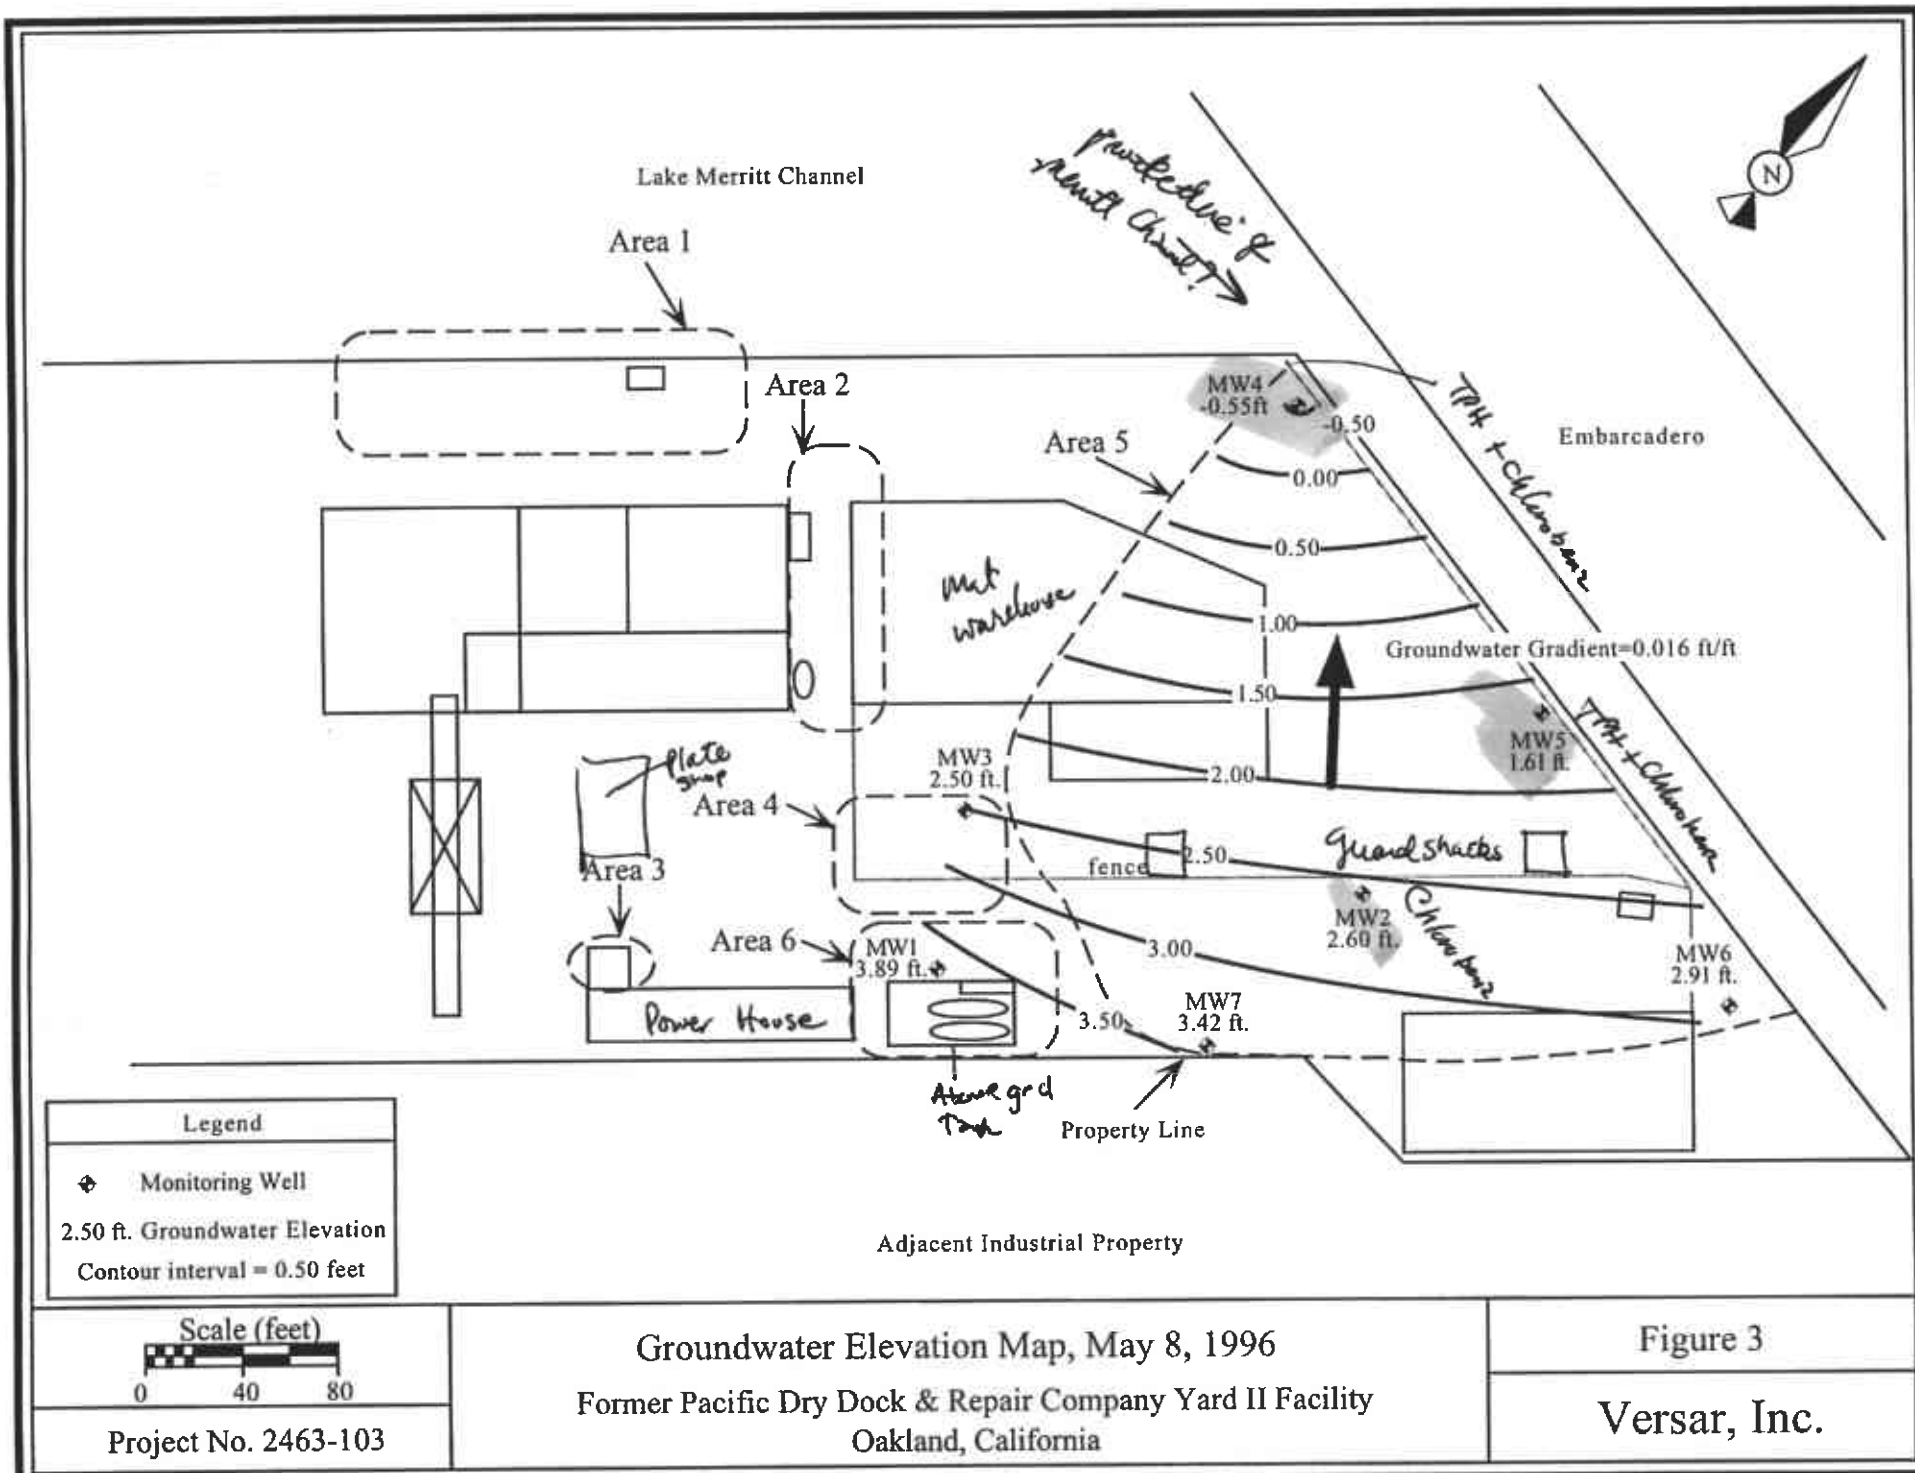 Lake Merritt Channel
Area 1
N
Merritt Channel?
Area 2
MW4
-0.55ft
-0.50
TPH + Chlorobenz
Embarcadero
Area 5
0.00
0.50
mat
warehouse
1.00
Groundwater Gradient=0.016 ft/ft
1.50
MW5
1.61 ft.
TPH + Chlorobenz
Plate
shop
MW3
2.50 ft.
2.00
Area 4
Guard shacks
2.50
fence
Area 3
MW2
2.60 ft.
Chlorobenz
Area 6
MW1
3.89 ft.
3.00
MW6
2.91 ft.
Power House
3.50
MW7
3.42 ft.
Above grd
Tank
Property Line
Legend
Monitoring Well
2.50 ft. Groundwater Elevation
Contour interval = 0.50 feet
Adjacent Industrial Property
Scale (feet)
0 40 80
Project No. 2463-103
Groundwater Elevation Map, May 8, 1996
Former Pacific Dry Dock & Repair Company Yard II Facility
Oakland, California
Figure 3
Versar, Inc.